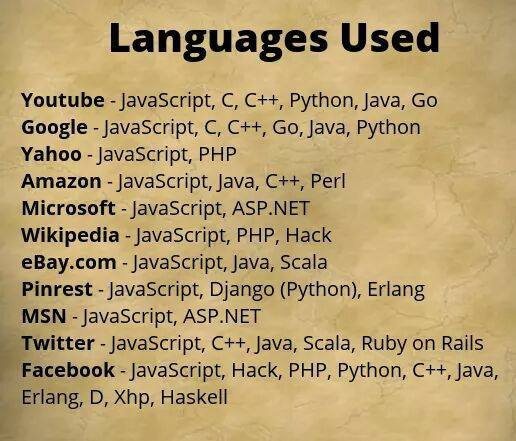 Languages Used
Youtube - JavaScript, C, C++, Python, Java, Go
Google - JavaScript, C, C++, Go, Java, Python
Yahoo - JavaScript, PHP
Amazon - JavaScript, Java, C++, Perl
Microsoft - JavaScript, ASP.NET
Wikipedia - JavaScript, PHP, Hack
eBay.com - JavaScript, Java, Scala
Pinrest - JavaScript, Django (Python), Erlang
MSN - JavaScript, ASP.NET
Twitter - JavaScript, C++, Java, Scala, Ruby on Rails
Facebook - JavaScript, Hack, PHP, Python, C++, Java,
Erlang, D, Xhp, Haskell